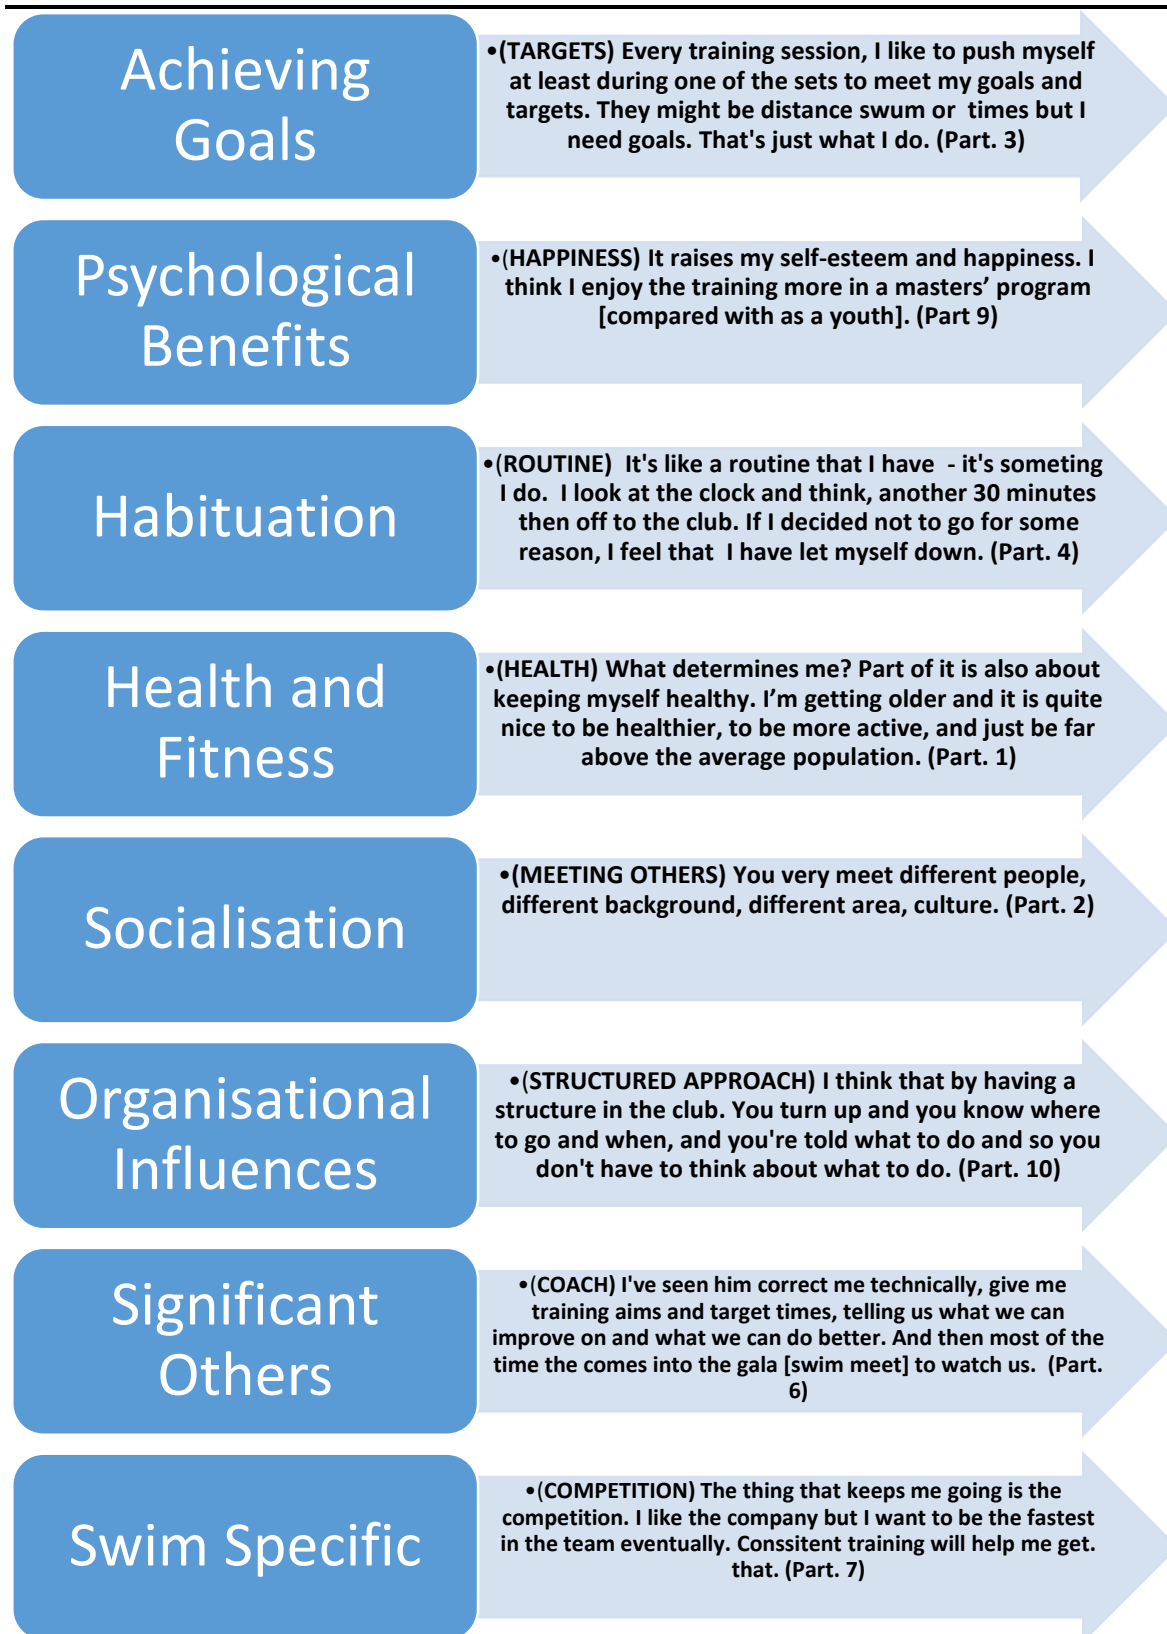 Achieving
Goals
•(TARGETS) Every training session, I like to push myself
at least during one of the sets to meet my goals and
targets. They might be distance swum or times but I
need goals. That's just what I do. (Part. 3)
Psychological
Benefits
•(HAPPINESS) It raises my self-esteem and happiness. I
think I enjoy the training more in a masters’ program
[compared with as a youth]. (Part 9)
Habituation
•(ROUTINE) It's like a routine that I have - it's someting
I do. I look at the clock and think, another 30 minutes
then off to the club. If I decided not to go for some
reason, I feel that I have let myself down. (Part. 4)
Health and
Fitness
•(HEALTH) What determines me? Part of it is also about
keeping myself healthy. I’m getting older and it is quite
nice to be healthier, to be more active, and just be far
above the average population. (Part. 1)
Socialisation
•(MEETING OTHERS) You very meet different people,
different background, different area, culture. (Part. 2)
Organisational
Influences
•(STRUCTURED APPROACH) I think that by having a
structure in the club. You turn up and you know where
to go and when, and you're told what to do and so you
don't have to think about what to do. (Part. 10)
Significant
Others
•(COACH) I've seen him correct me technically, give me
training aims and target times, telling us what we can
improve on and what we can do better. And then most of the
time the comes into the gala [swim meet] to watch us. (Part.
6)
Swim Specific
•(COMPETITION) The thing that keeps me going is the
competition. I like the company but I want to be the fastest
in the team eventually. Conssitent training will help me get.
that. (Part. 7)